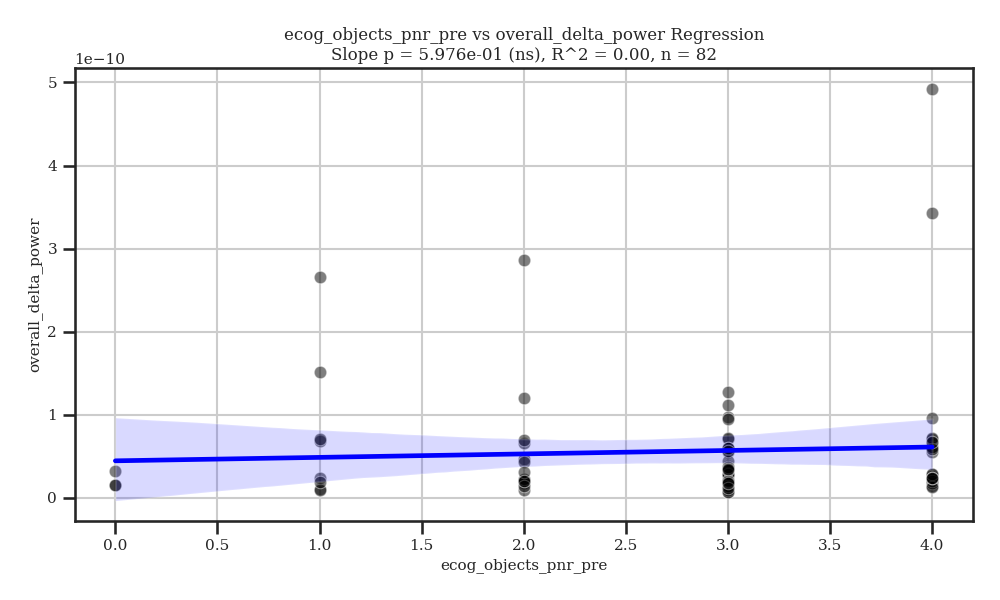 ecog_objects_pnr_pre vs overall_delta_power Regression
Slope p = 5.976e-01 (ns), R^2 = 0.00, n = 82
1e−10
5
4
3
2
1
0
overall_delta_power
0.0 0.5 1.0 1.5 2.0 2.5 3.0 3.5 4.0
ecog_objects_pnr_pre